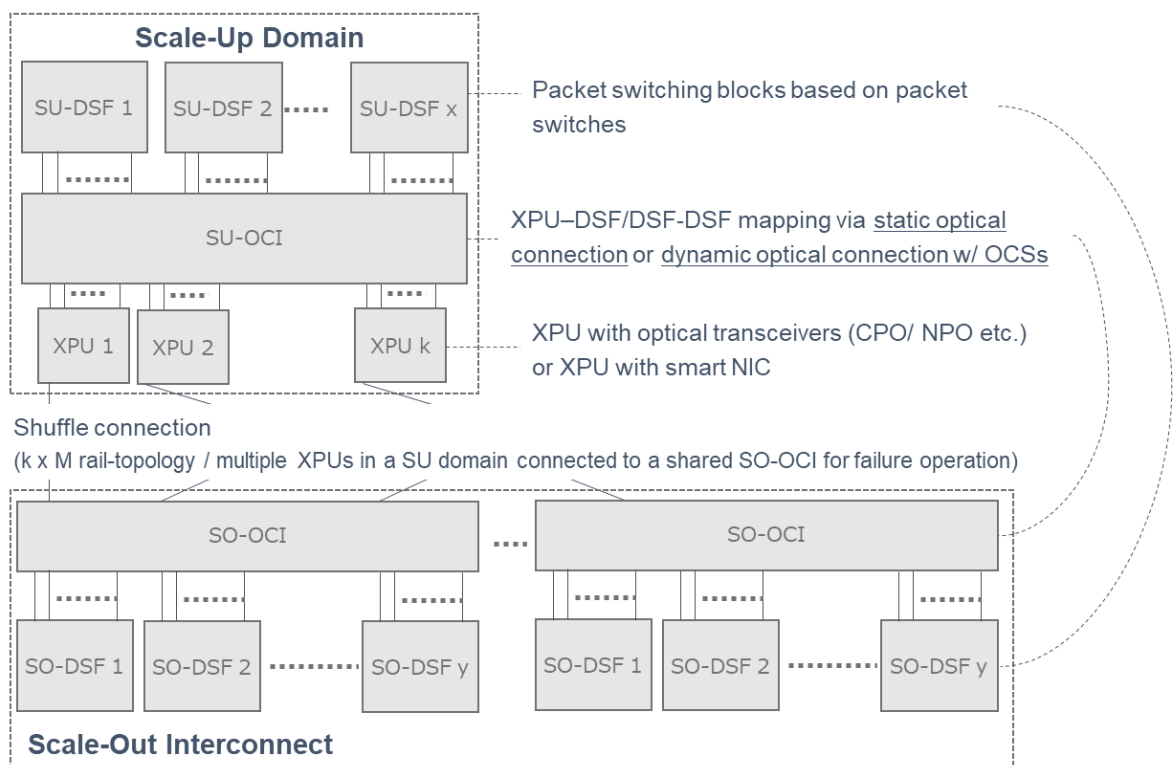 Scale-Up Domain
SU-DSF 1
SU-DSF 2
SU-DSF x
Packet switching blocks based on packet
switches
SU-OCI
XPU–DSF/DSF-DSF mapping via static optical
connection or dynamic optical connection w/ OCSs
XPU 1
XPU 2
XPU k
XPU with optical transceivers (CPO/ NPO etc.)
or XPU with smart NIC
Shuffle connection
(k x M rail-topology / multiple XPUs in a SU domain connected to a shared SO-OCI for failure operation)
SO-OCI
SO-OCI
SO-DSF 1
SO-DSF 2
SO-DSF y
SO-DSF 1
SO-DSF 2
SO-DSF y
Scale-Out Interconnect